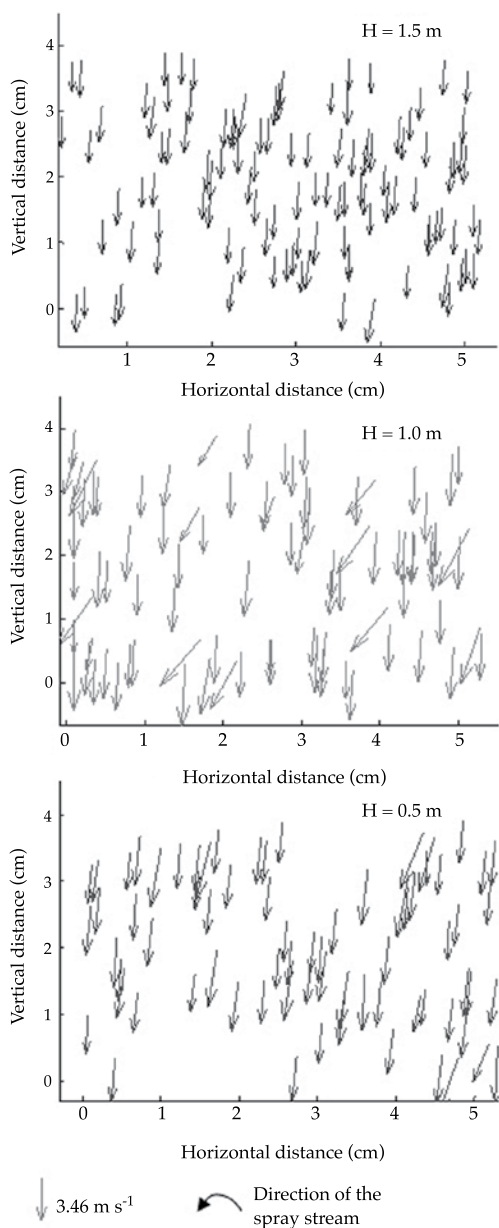 H = 1.5 m
4
3
2
1
0
Vertical distance (cm)
1 2 3 4 5
Horizontal distance (cm)
H = 1.0 m
4
3
2
1
0
Vertical distance (cm)
0 1 2 3 4 5
Horizontal distance (cm)
H = 0.5 m
4
3
2
1
0
Vertical distance (cm)
0 1 2 3 4 5
Horizontal distance (cm)
3.46 m s⁻¹
Direction of the
spray stream